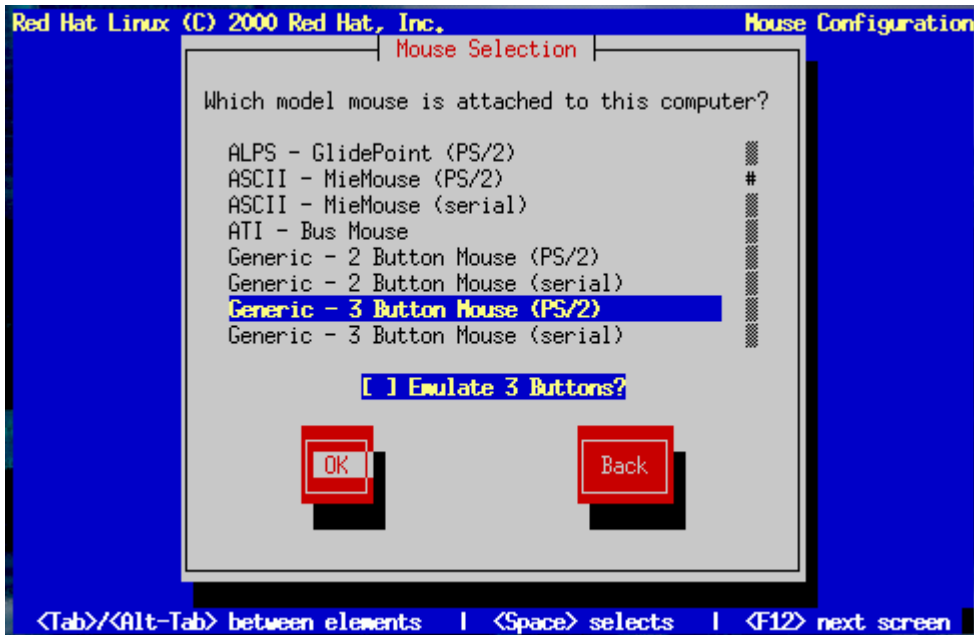 Red Hat Linux (C) 2000 Red Hat, Inc. Mouse Configuration
Mouse Selection
Which model mouse is attached to this computer?
ALPS - GlidePoint (PS/2)
ASCII - MieMouse (PS/2) #
ASCII - MieMouse (serial)
ATI - Bus Mouse
Generic - 2 Button Mouse (PS/2)
Generic - 2 Button Mouse (serial)
Generic - 3 Button Mouse (PS/2)
Generic - 3 Button Mouse (serial)
[ ] Emulate 3 Buttons?
OK Back
<Tab>/<Alt-Tab> between elements | <Space> selects | <F12> next screen